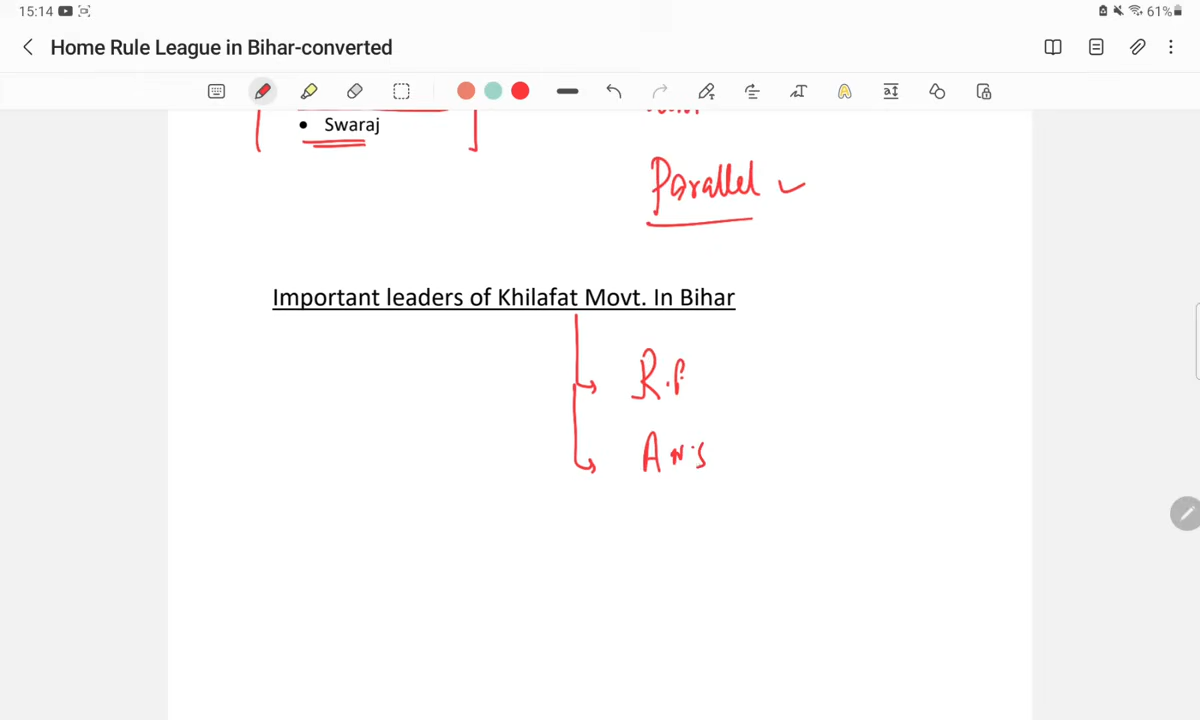 15:14 61%
Home Rule League in Bihar-converted
• Swaraj
Parallel
Important leaders of Khilafat Movt. In Bihar
R.P
A.N.S